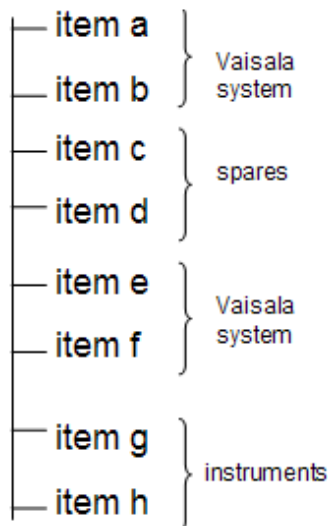 item a
item b
Vaisala
system
item c
item d
spares
item e
item f
Vaisala
system
item g
item h
instruments